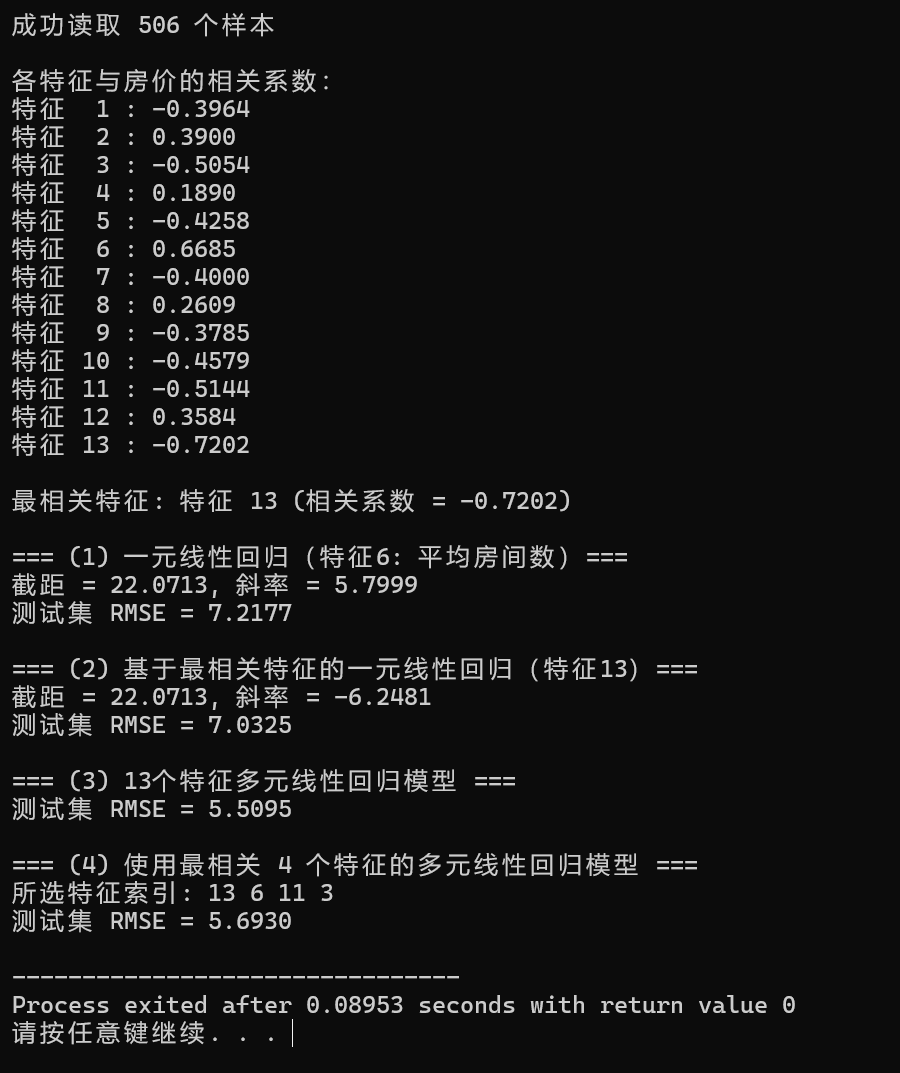 成功读取 506 个样本
各特征与房价的相关系数:
特征  1 : -0.3964
特征  2 : 0.3900
特征  3 : -0.5054
特征  4 : 0.1890
特征  5 : -0.4258
特征  6 : 0.6685
特征  7 : -0.4000
特征  8 : 0.2609
特征  9 : -0.3785
特征 10 : -0.4579
特征 11 : -0.5144
特征 12 : 0.3584
特征 13 : -0.7202
最相关特征: 特征 13 (相关系数 = -0.7202)
=== (1) 一元线性回归 (特征6: 平均房间数) ===
截距 = 22.0713, 斜率 = 5.7999
测试集 RMSE = 7.2177
=== (2) 基于最相关特征的一元线性回归 (特征13) ===
截距 = 22.0713, 斜率 = -6.2481
测试集 RMSE = 7.0325
=== (3) 13个特征多元线性回归模型 ===
测试集 RMSE = 5.5095
=== (4) 使用最相关 4 个特征的多元线性回归模型 ===
所选特征索引: 13 6 11 3
测试集 RMSE = 5.6930
--------------------------------
Process exited after 0.08953 seconds with return value 0
请按任意键继续. . .